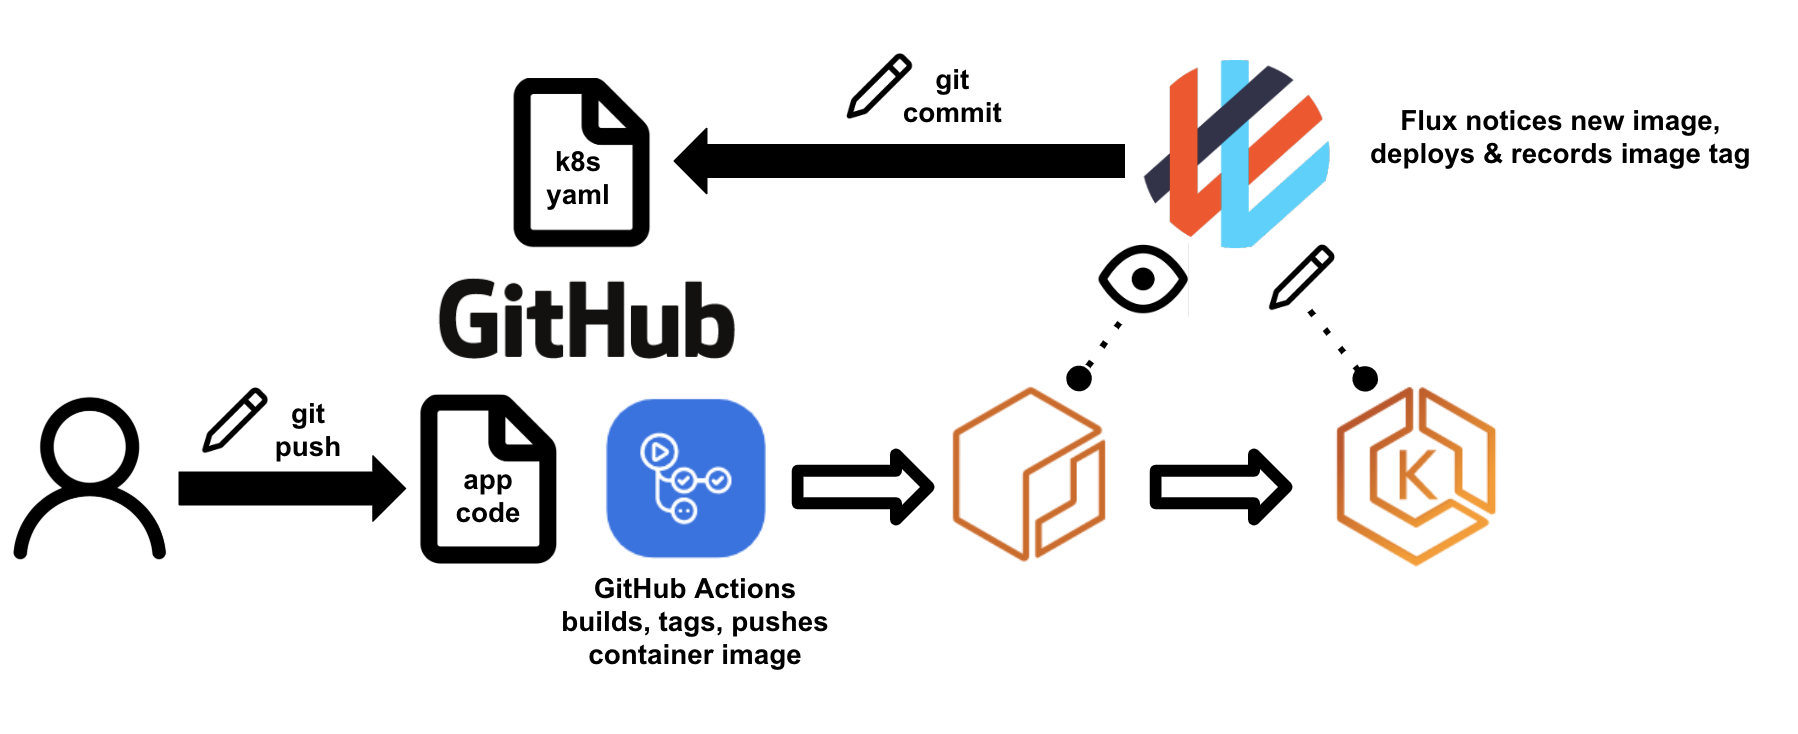 git
commit
Flux notices new image,
deploys & records image tag
k8s
yaml
GitHub
git
push
app
code
K
GitHub Actions
builds, tags, pushes
container image